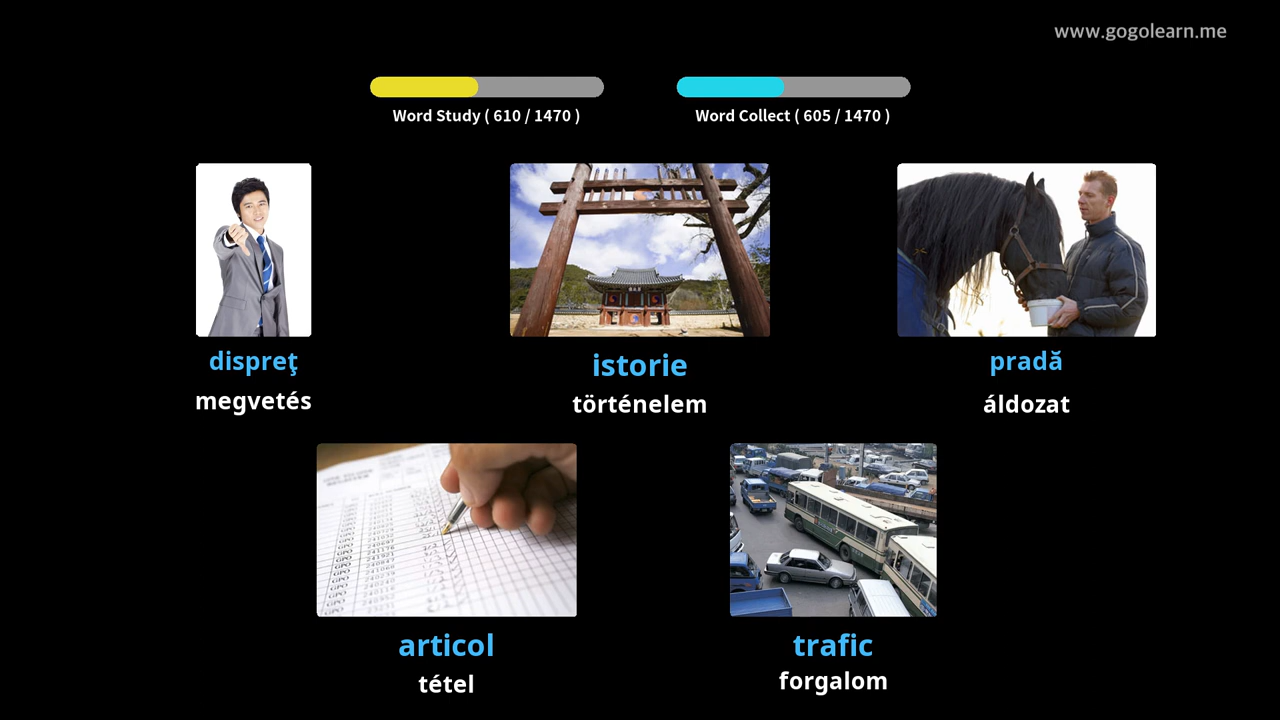 www.gogolearn.me
Word Study ( 610 / 1470 )
Word Collect ( 605 / 1470 )
dispreţ
megvetés
istorie
történelem
pradă
áldozat
articol
tétel
trafic
forgalom